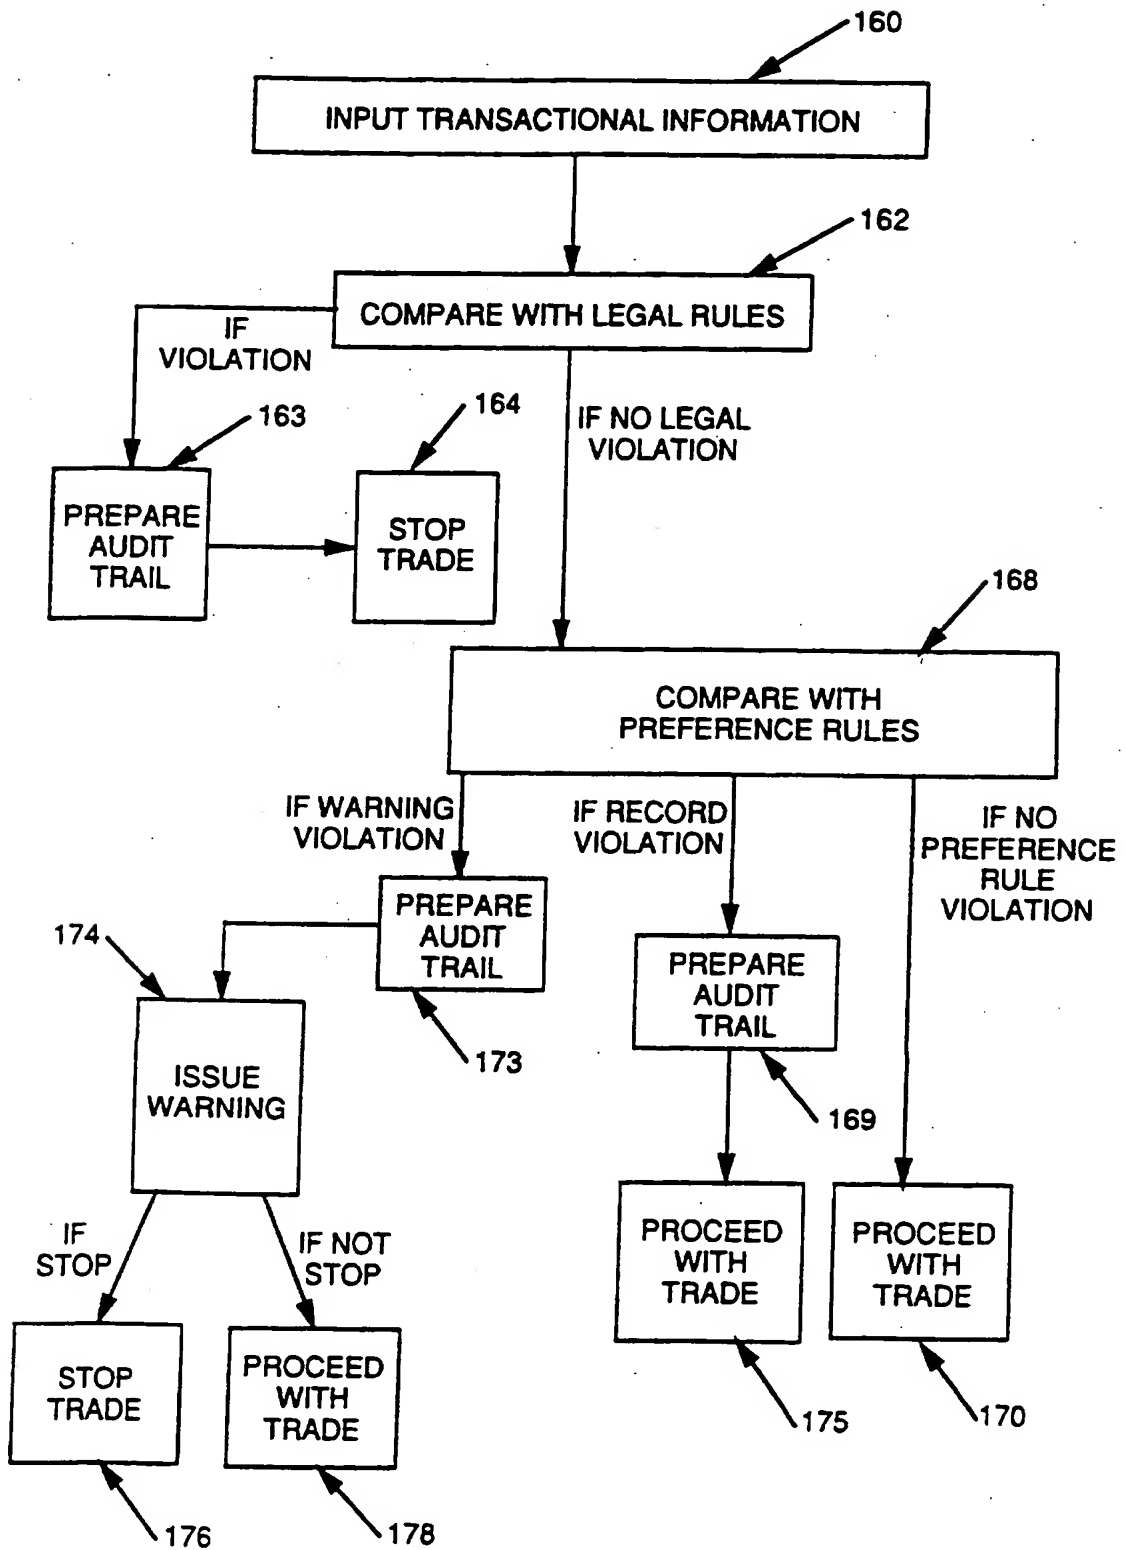 160
INPUT TRANSACTIONAL INFORMATION
162
COMPARE WITH LEGAL RULES
IF
VIOLATION
163
164
IF NO LEGAL
VIOLATION
PREPARE
AUDIT
TRAIL
STOP
TRADE
168
COMPARE WITH
PREFERENCE RULES
IF WARNING
VIOLATION
IF RECORD
VIOLATION
IF NO
PREFERENCE
RULE
VIOLATION
PREPARE
AUDIT
TRAIL
174
173
PREPARE
AUDIT
TRAIL
169
ISSUE
WARNING
IF
STOP
IF NOT
STOP
PROCEED
WITH
TRADE
PROCEED
WITH
TRADE
STOP
TRADE
PROCEED
WITH
TRADE
175
170
176
178